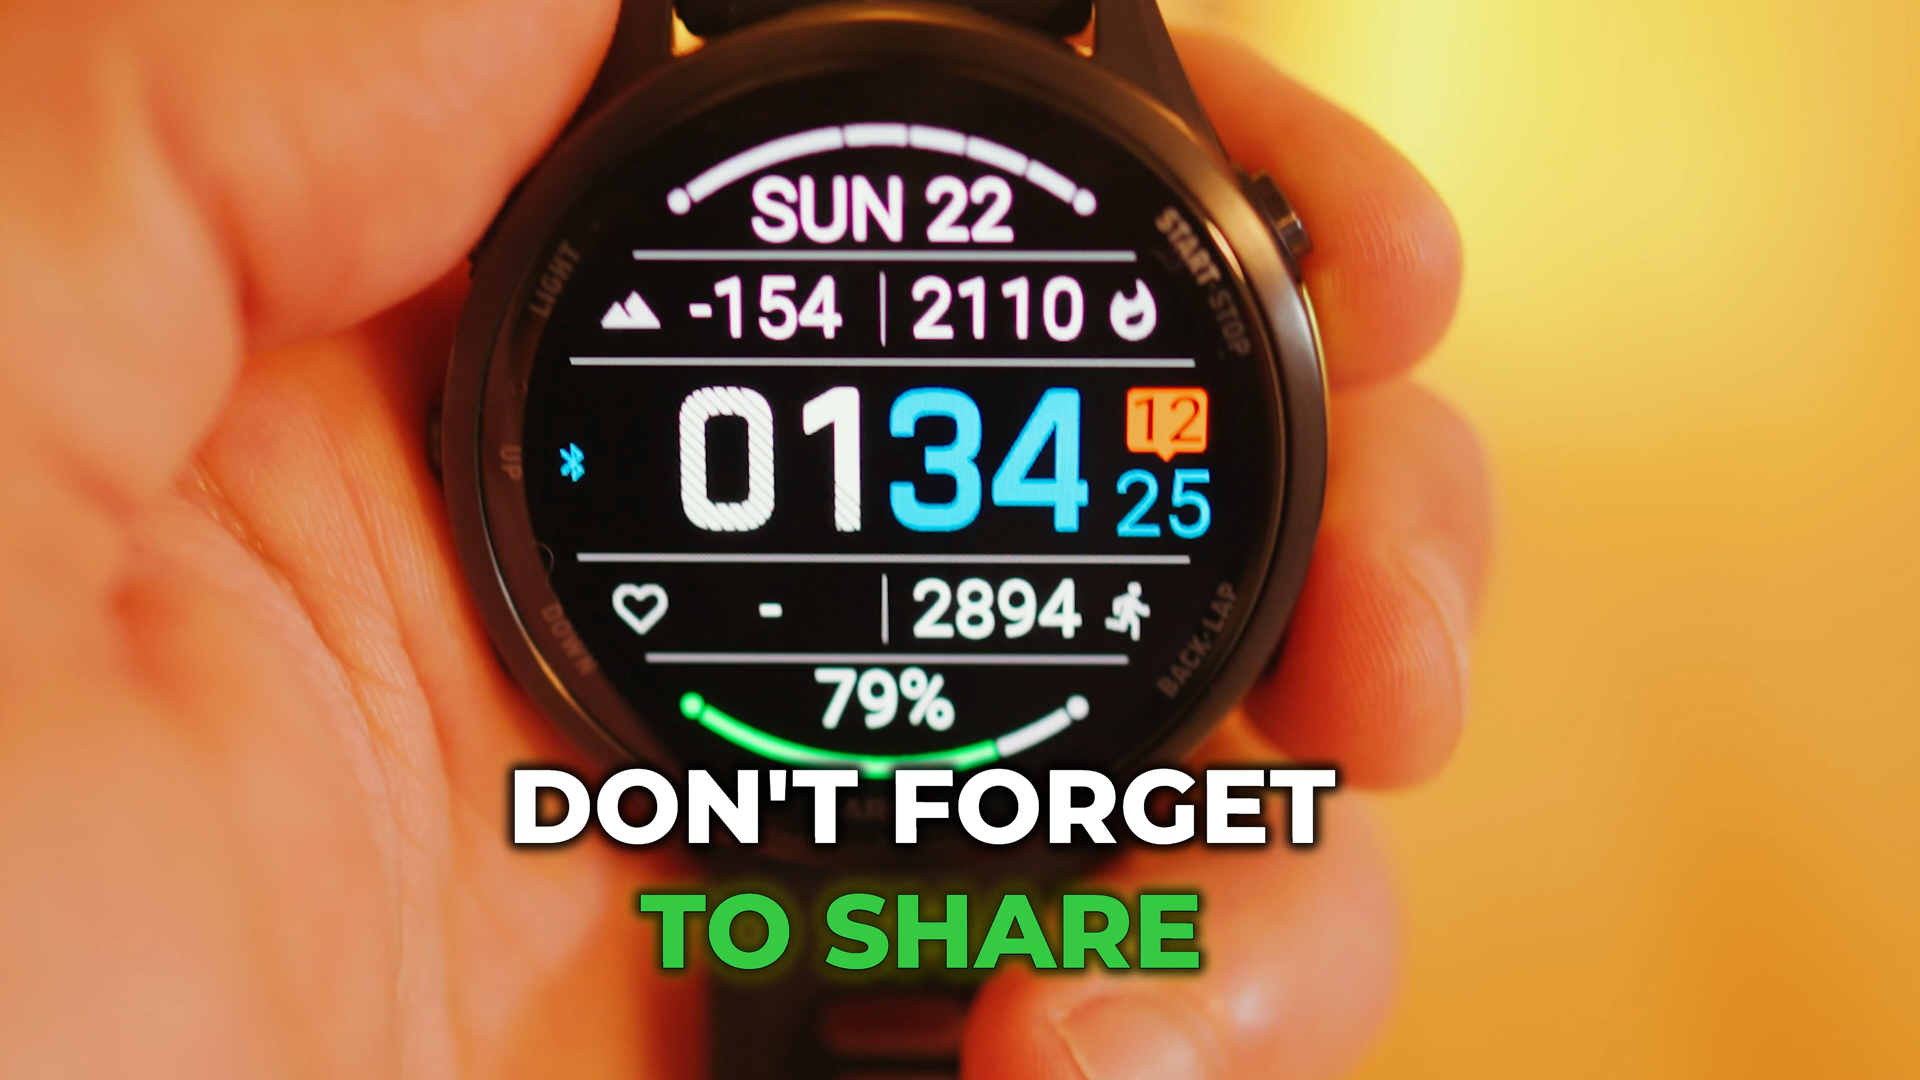 SUN 22
-154 2110
LIGHT
START·STOP
0134 12
25
UP
- 2894
DOWN
BACK·LAP
79%
DON'T FORGET
TO SHARE